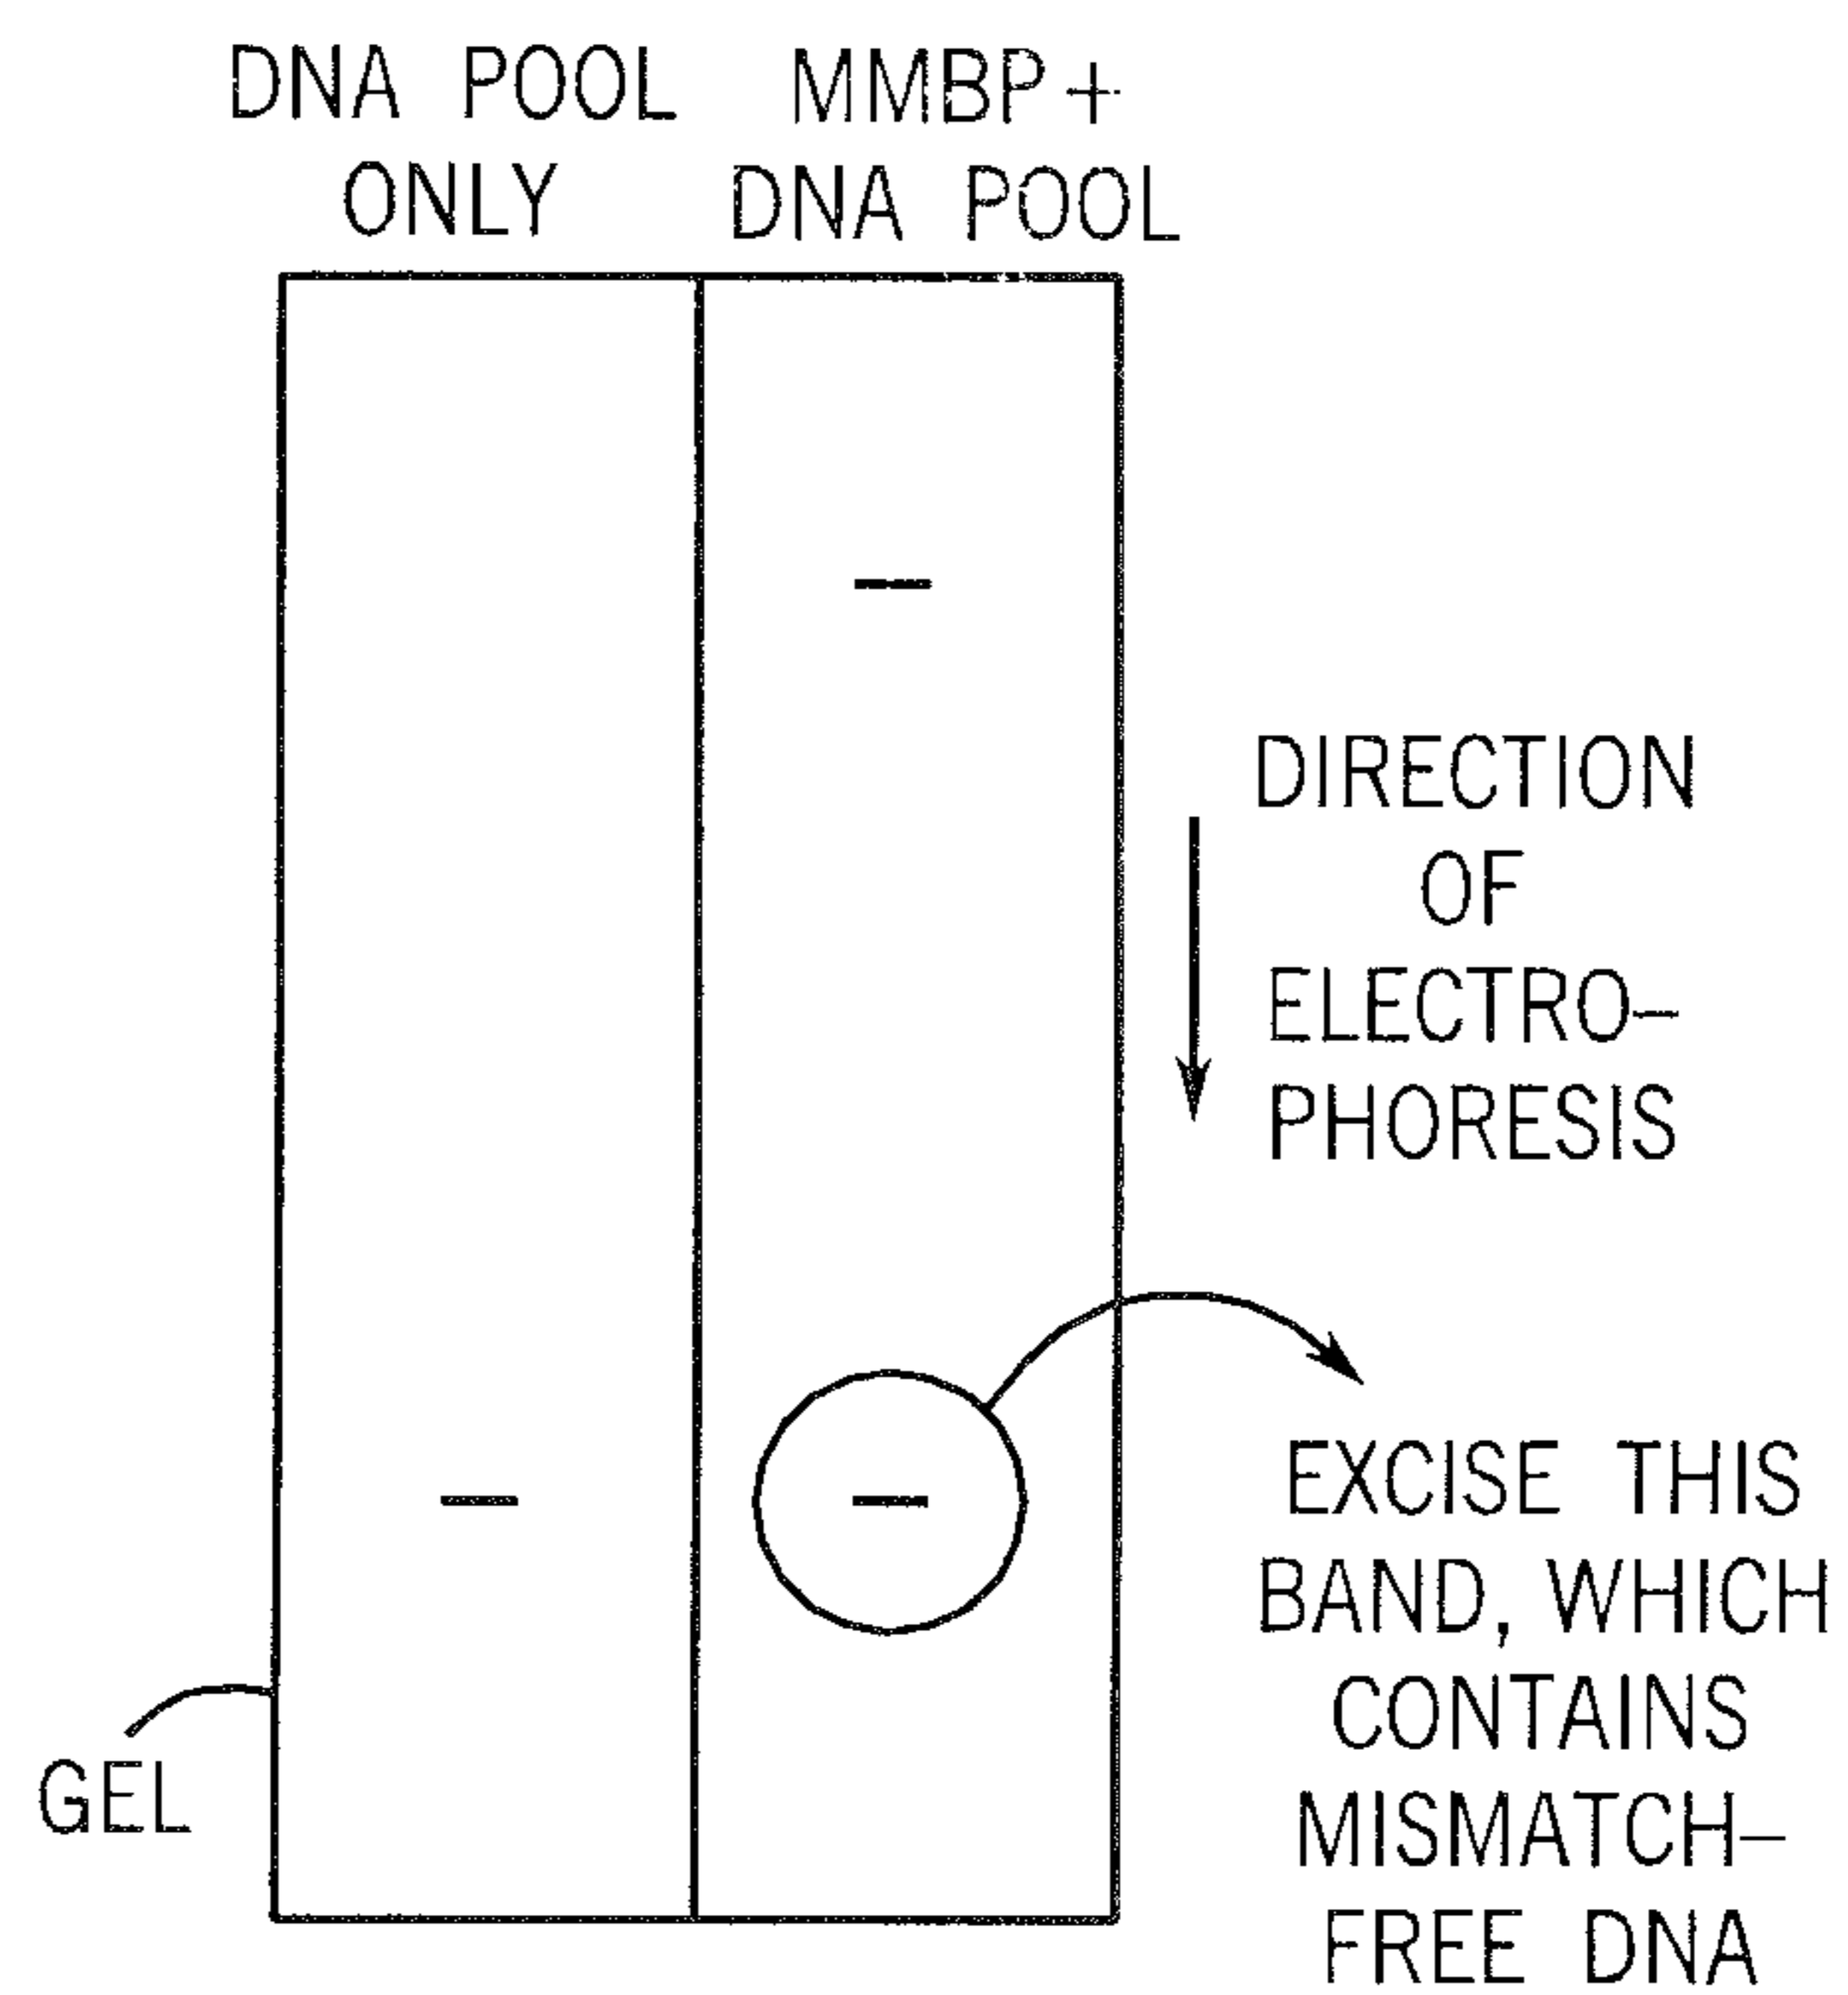 DNA POOL
ONLY
MMBP+
DNA POOL
DIRECTION
OF
ELECTRO-
PHORESIS
EXCISE THIS
BAND, WHICH
CONTAINS
MISMATCH-
FREE DNA
GEL